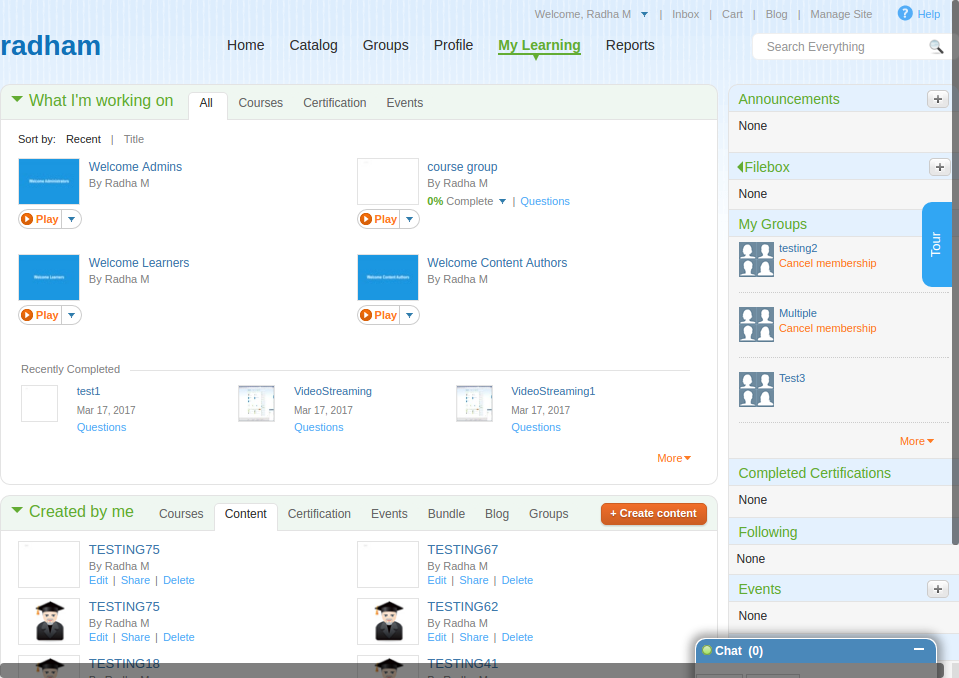 Welcome, Radha M | Inbox | Cart | Blog | Manage Site ? Help
radham
Home Catalog Groups Profile My Learning Reports
Search Everything
What I'm working on All Courses Certification Events
Sort by: Recent | Title
Welcome Administrators
Welcome Admins
By Radha M
Play
course group
By Radha M
0% Complete | Questions
Play
Welcome Learners
Welcome Learners
By Radha M
Play
Welcome Content Authors
Welcome Content Authors
By Radha M
Play
Recently Completed
test1
Mar 17, 2017
Questions
VideoStreaming
Mar 17, 2017
Questions
VideoStreaming1
Mar 17, 2017
Questions
More
Created by me Courses Content Certification Events Bundle Blog Groups + Create content
TESTING75
By Radha M
Edit | Share | Delete
TESTING67
By Radha M
Edit | Share | Delete
TESTING75
By Radha M
Edit | Share | Delete
TESTING62
By Radha M
Edit | Share | Delete
TESTING18
By Radha M
TESTING41
By Radha M
Announcements +
None
Filebox +
None
My Groups
testing2
Cancel membership
Tour
Multiple
Cancel membership
Test3
More
Completed Certifications
None
Following
None
Events +
None
Chat (0)